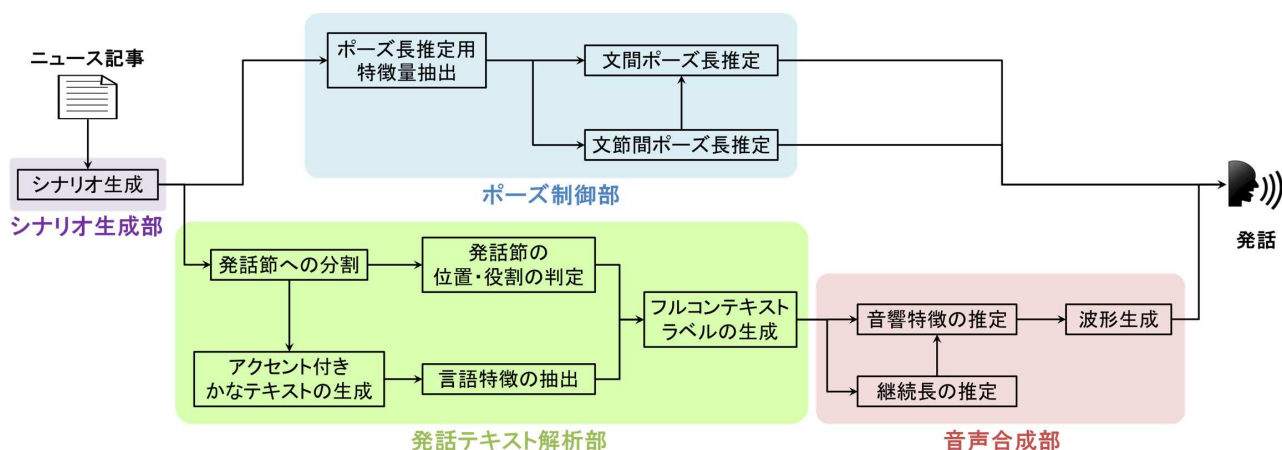 ニュース記事
シナリオ生成
シナリオ生成部
ポーズ長推定用
特徴量抽出
文間ポーズ長推定
文節間ポーズ長推定
ポーズ制御部
発話節への分割
発話節の
位置・役割の判定
アクセント付き
かなテキストの生成
言語特徴の抽出
フルコンテキスト
ラベルの生成
発話テキスト解析部
音響特徴の推定
波形生成
継続長の推定
音声合成部
発話